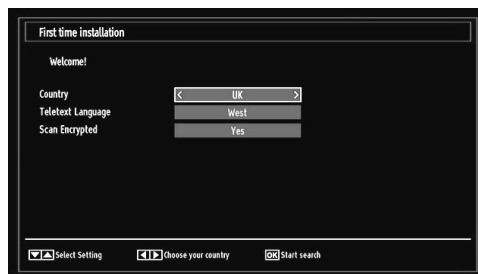 First time installation
Welcome!
Country < UK >
Teletext Language West
Scan Encrypted Yes
Select Setting Choose your country OK Start search